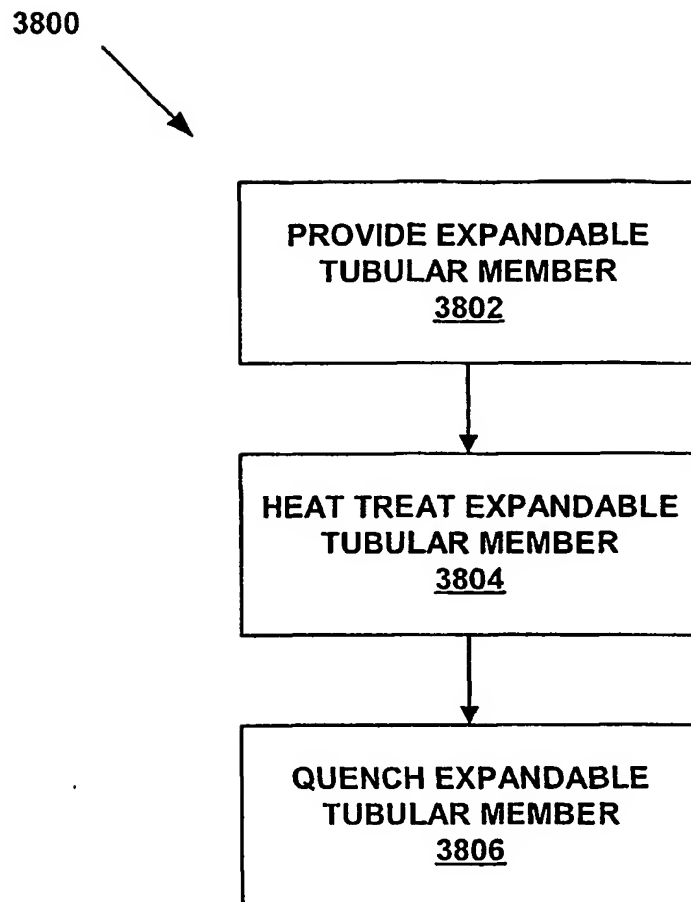 3800
PROVIDE EXPANDABLE
TUBULAR MEMBER
3802
HEAT TREAT EXPANDABLE
TUBULAR MEMBER
3804
QUENCH EXPANDABLE
TUBULAR MEMBER
3806